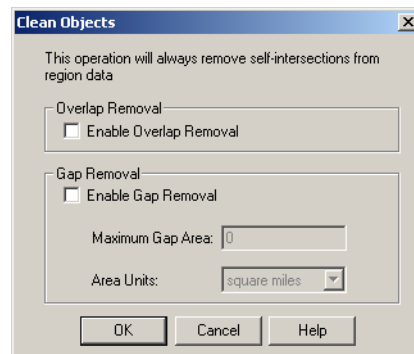 Clean Objects
This operation will always remove self-intersections from
region data
Overlap Removal
Enable Overlap Removal
Gap Removal
Enable Gap Removal
Maximum Gap Area: 0
Area Units: square miles
OK Cancel Help